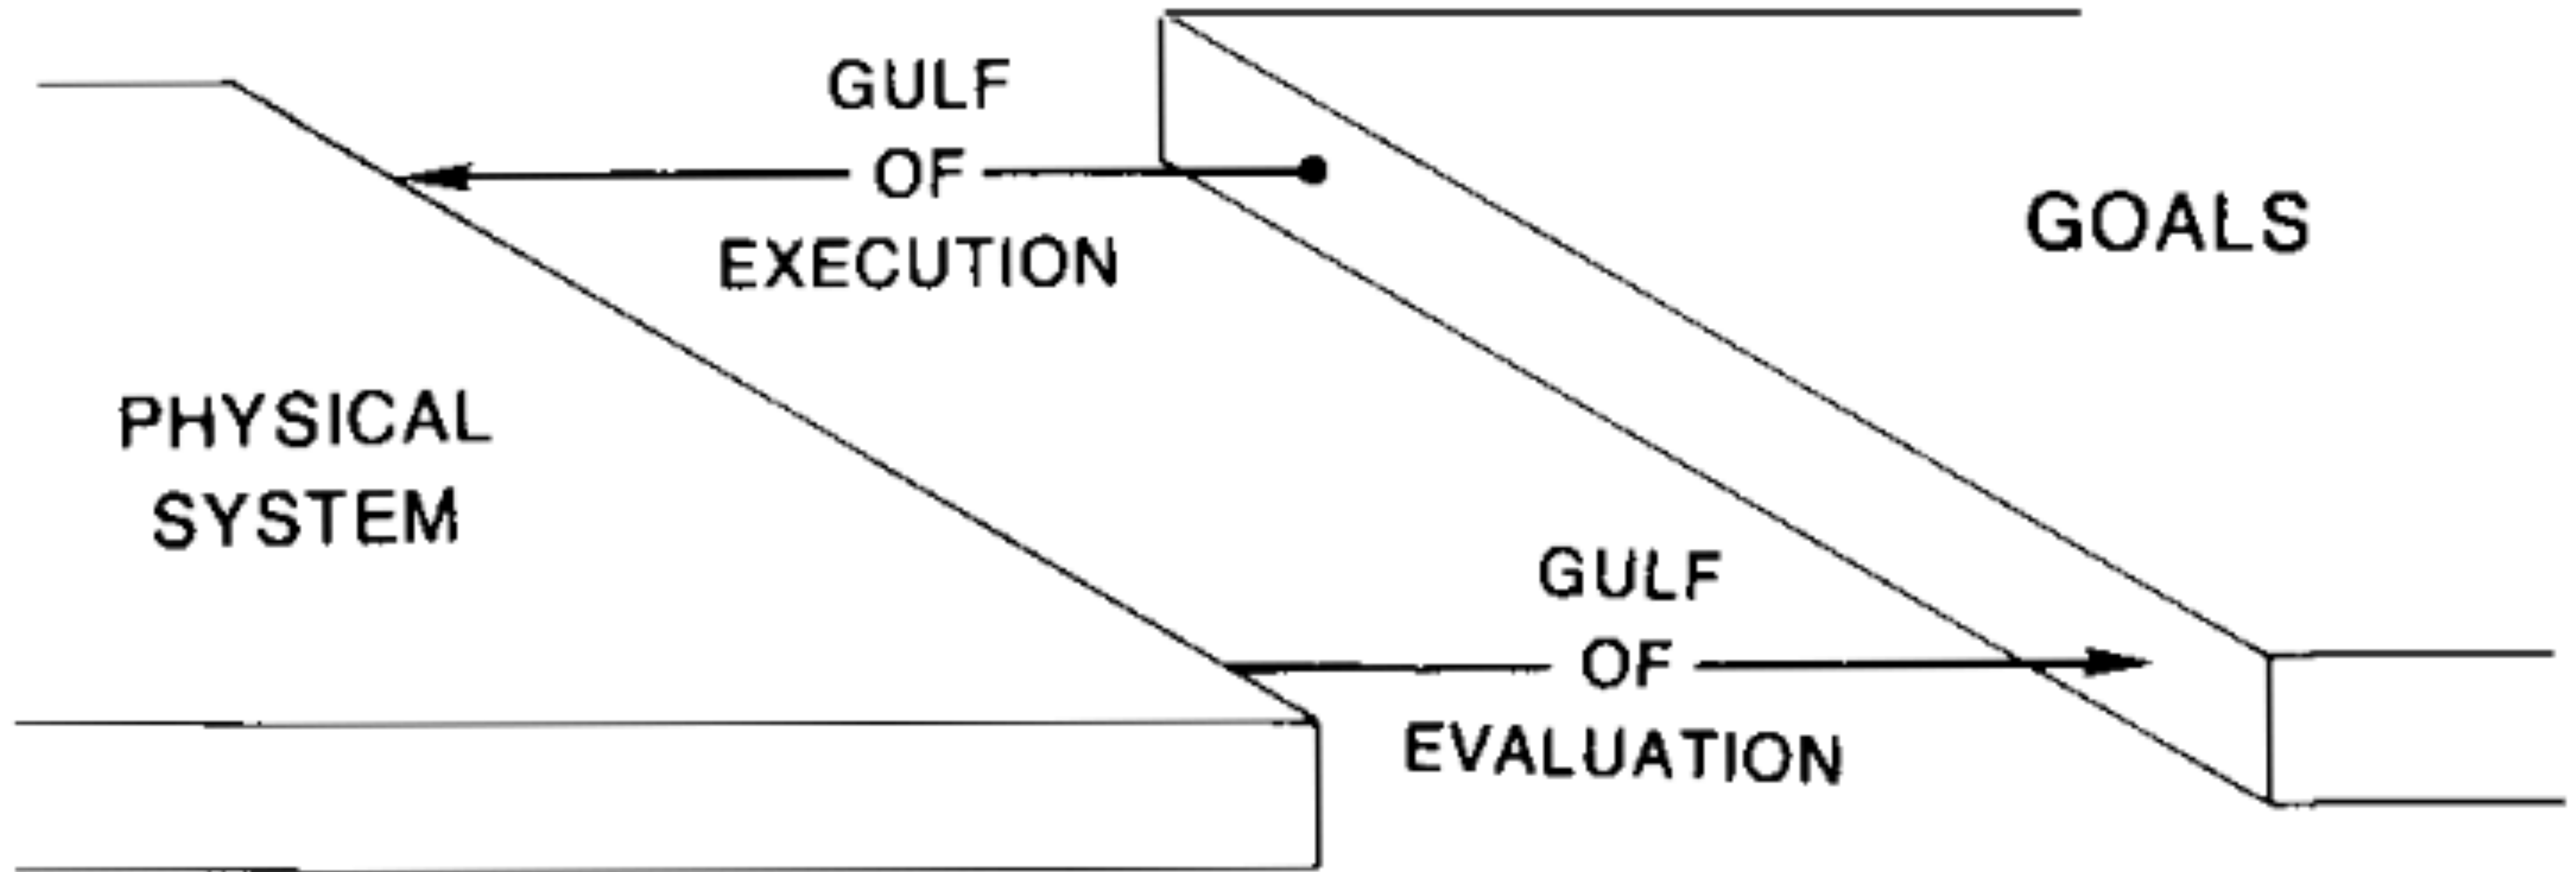 GULF
OF
EXECUTION
GOALS
PHYSICAL
SYSTEM
GULF
OF
EVALUATION